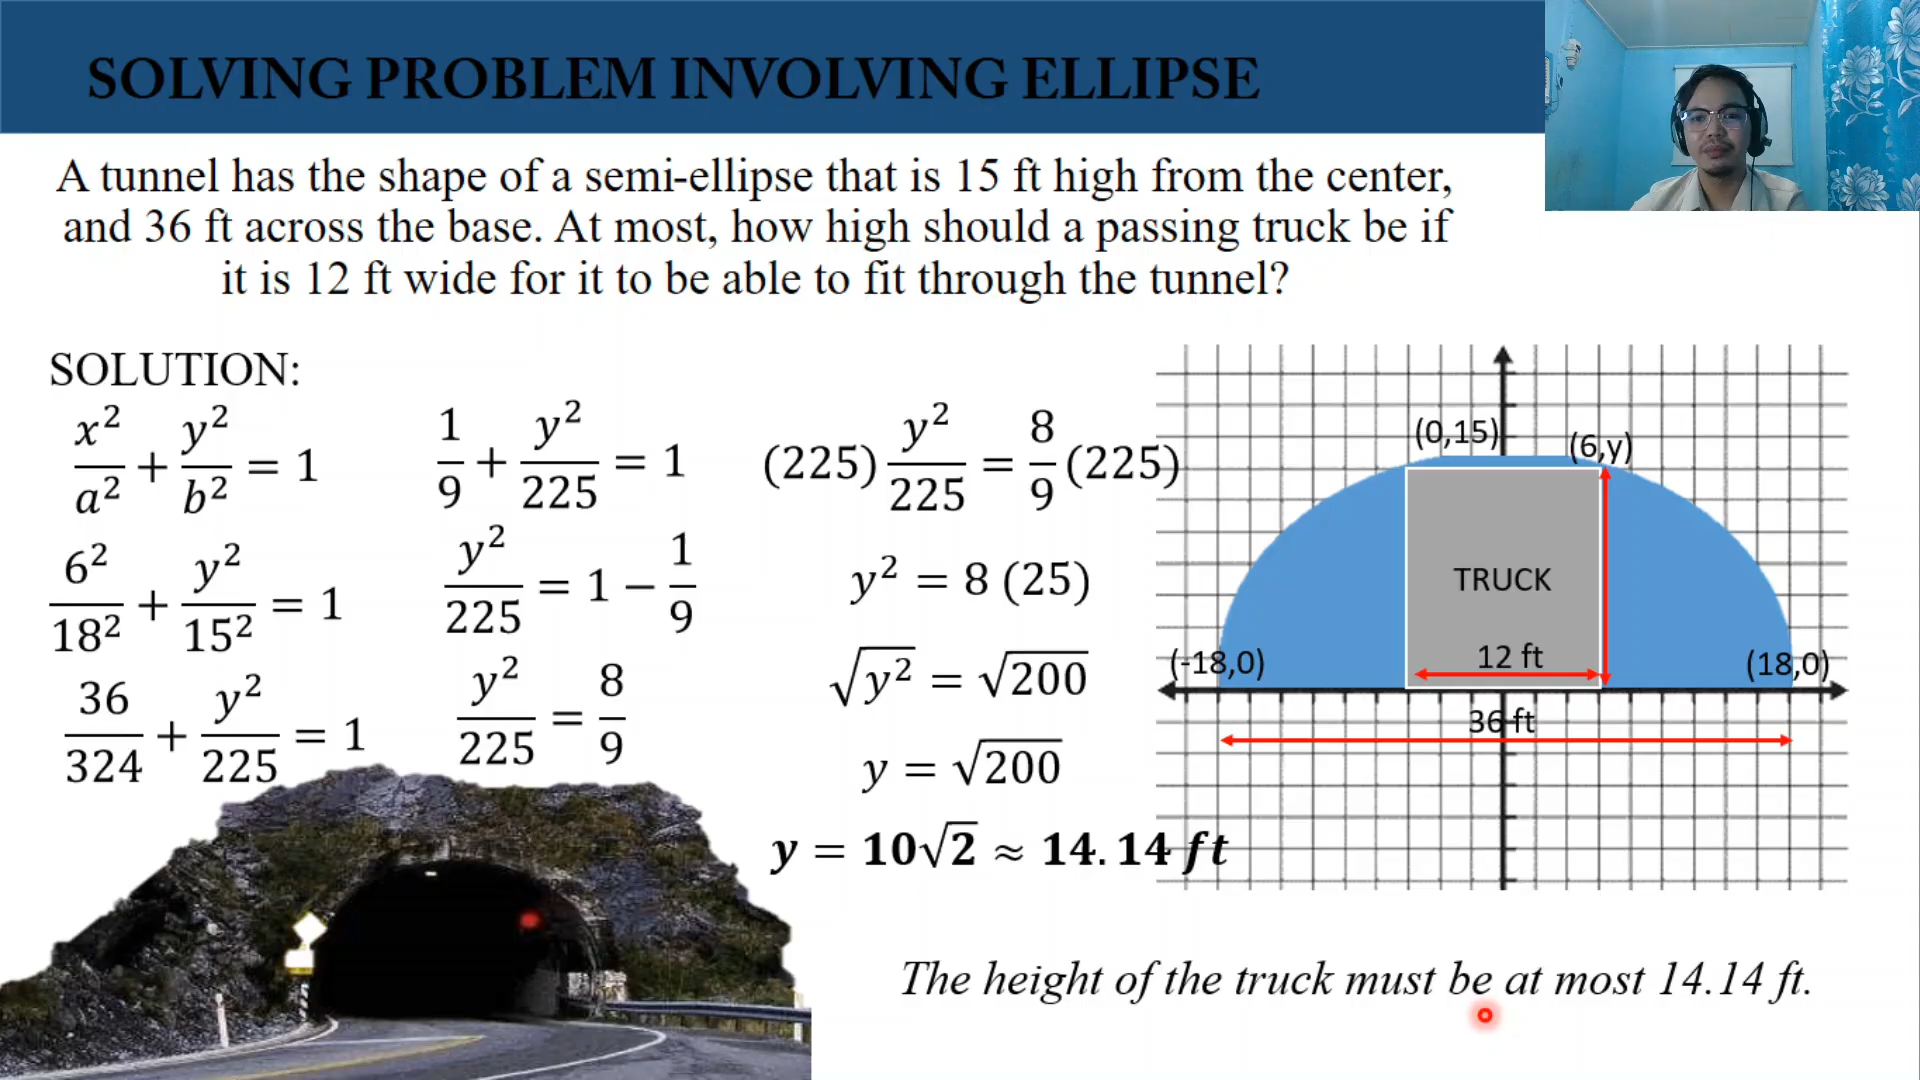 SOLVING PROBLEM INVOLVING ELLIPSE
A tunnel has the shape of a semi-ellipse that is 15 ft high from the center,
and 36 ft across the base. At most, how high should a passing truck be if
it is 12 ft wide for it to be able to fit through the tunnel?
SOLUTION:
x²/a² + y²/b² = 1
6²/18² + y²/15² = 1
36/324 + y²/225 = 1
1/9 + y²/225 = 1
y²/225 = 1 − 1/9
y²/225 = 8/9
(225) y²/225 = 8/9 (225)
y² = 8 (25)
√y² = √200
y = √200
y = 10√2 ≈ 14.14 ft
(0,15)
(6,y)
TRUCK
12 ft
(-18,0)
(18,0)
36 ft
The height of the truck must be at most 14.14 ft.